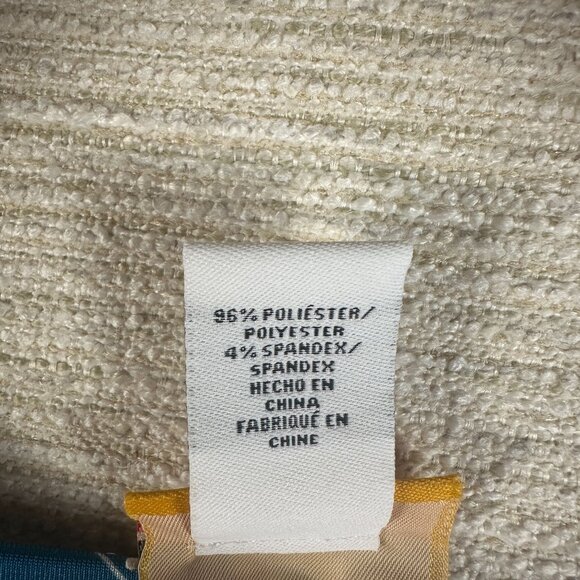 96% POLIÉSTER/
POLYESTER
4% SPANDEX/
SPANDEX
HECHO EN
CHINA
FABRIQUÉ EN
CHINE